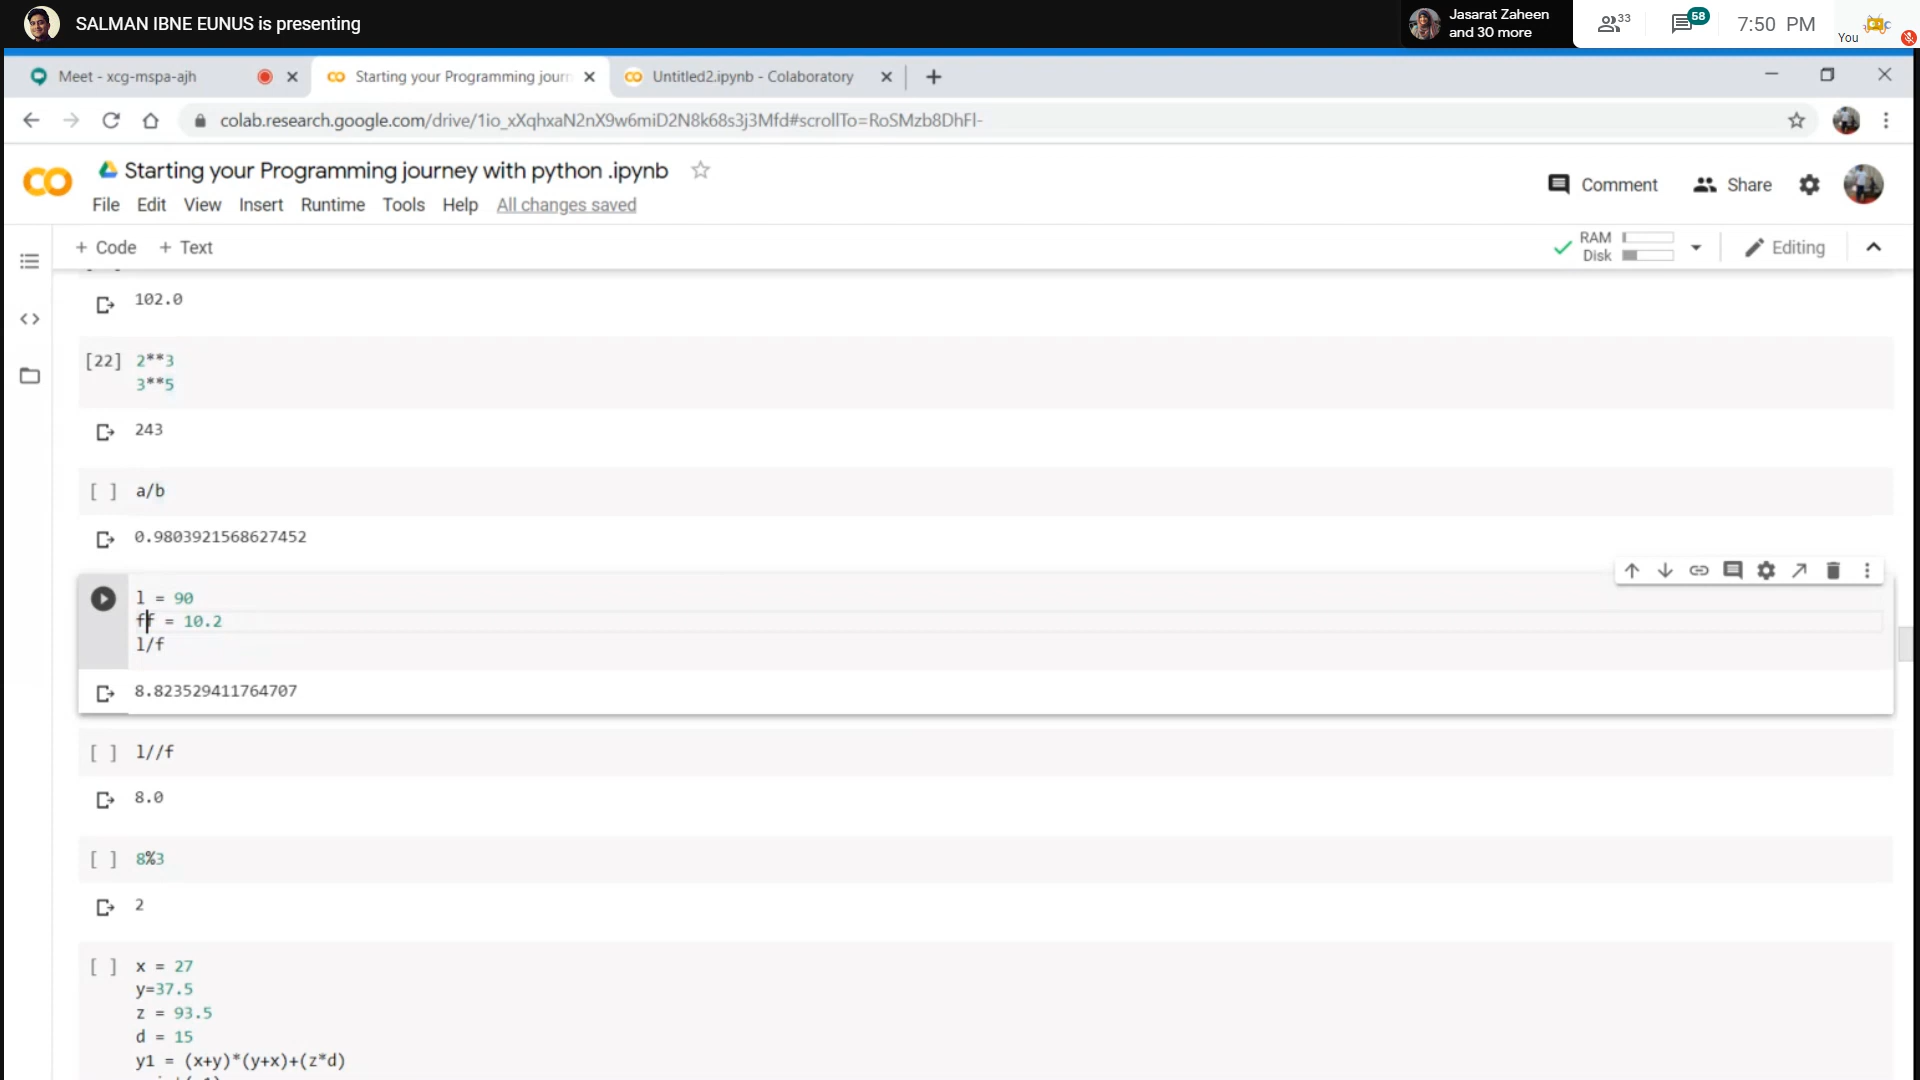 SALMAN IBNE EUNUS is presenting
Jasarat Zaheen
and 30 more
33
58
7:50 PM
You
Meet - xcg-mspa-ajh
Starting your Programming journ
Untitled2.ipynb - Colaboratory
colab.research.google.com/drive/1io_xXqhxaN2nX9w6miD2N8k68s3j3Mfd#scrollTo=RoSMzb8DhFl-
Starting your Programming journey with python .ipynb
Comment
Share
File Edit View Insert Runtime Tools Help All changes saved
+ Code + Text
RAM
Disk
Editing
102.0
[22] 2**3
3**5
243
[ ] a/b
0.9803921568627452
l = 90
ff = 10.2
l/f
8.823529411764707
[ ] l//f
8.0
[ ] 8%3
2
[ ] x = 27
y=37.5
z = 93.5
d = 15
y1 = (x+y)*(y+x)+(z*d)